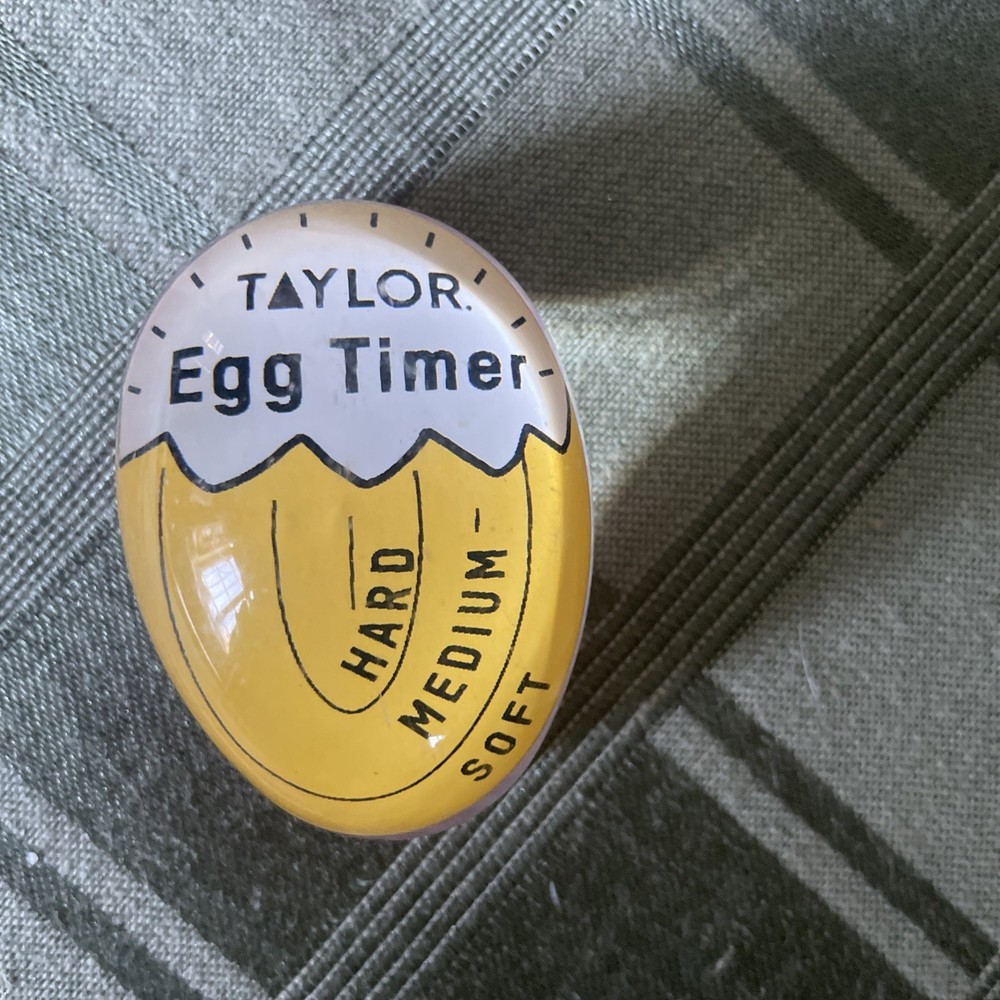 TAYLOR.
Egg Timer
HARD
MEDIUM-
SOFT